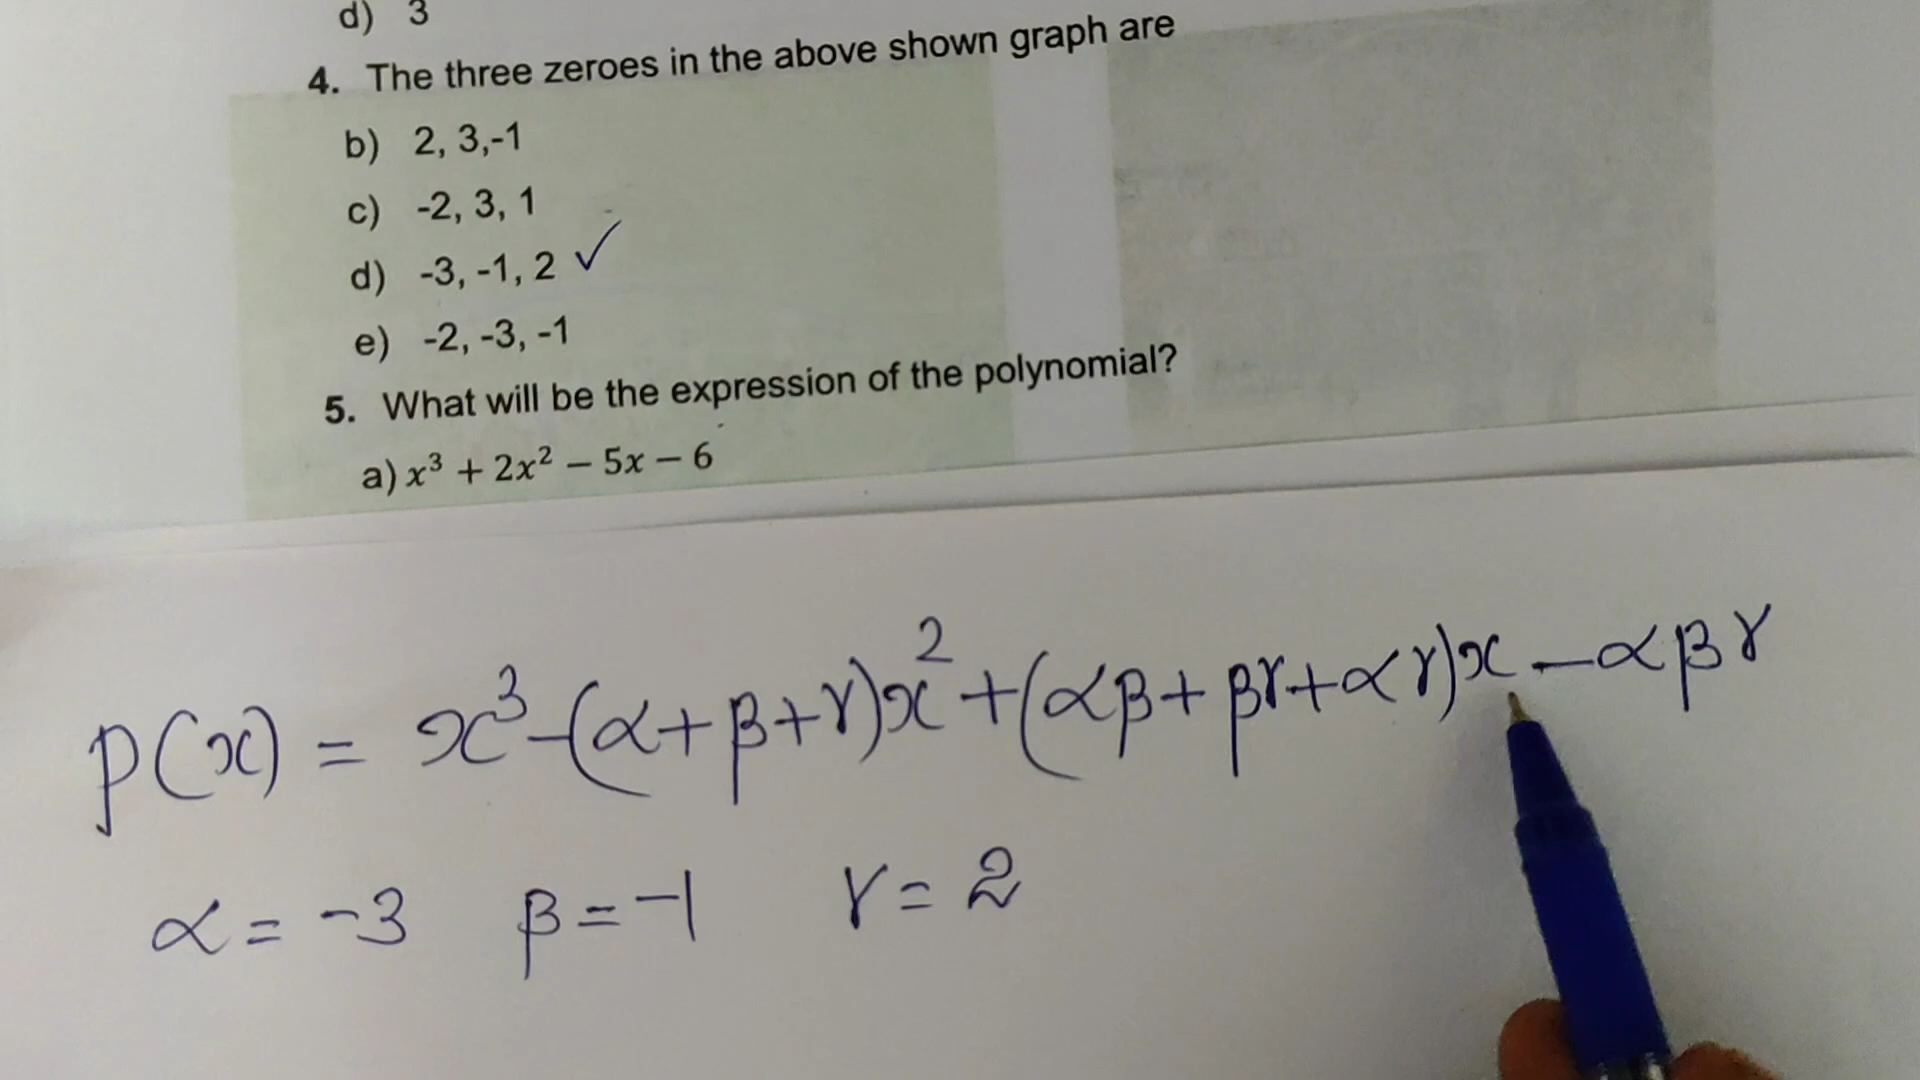 d) 3
4. The three zeroes in the above shown graph are
b) 2, 3,-1
c) -2, 3, 1
d) -3, -1, 2 ✓
e) -2, -3, -1
5. What will be the expression of the polynomial?
a) x³ + 2x² – 5x – 6
p(x) = x³-(α+β+γ)x²+(αβ+βγ+αγ)x-αβγ
α = -3 β = -1 γ = 2